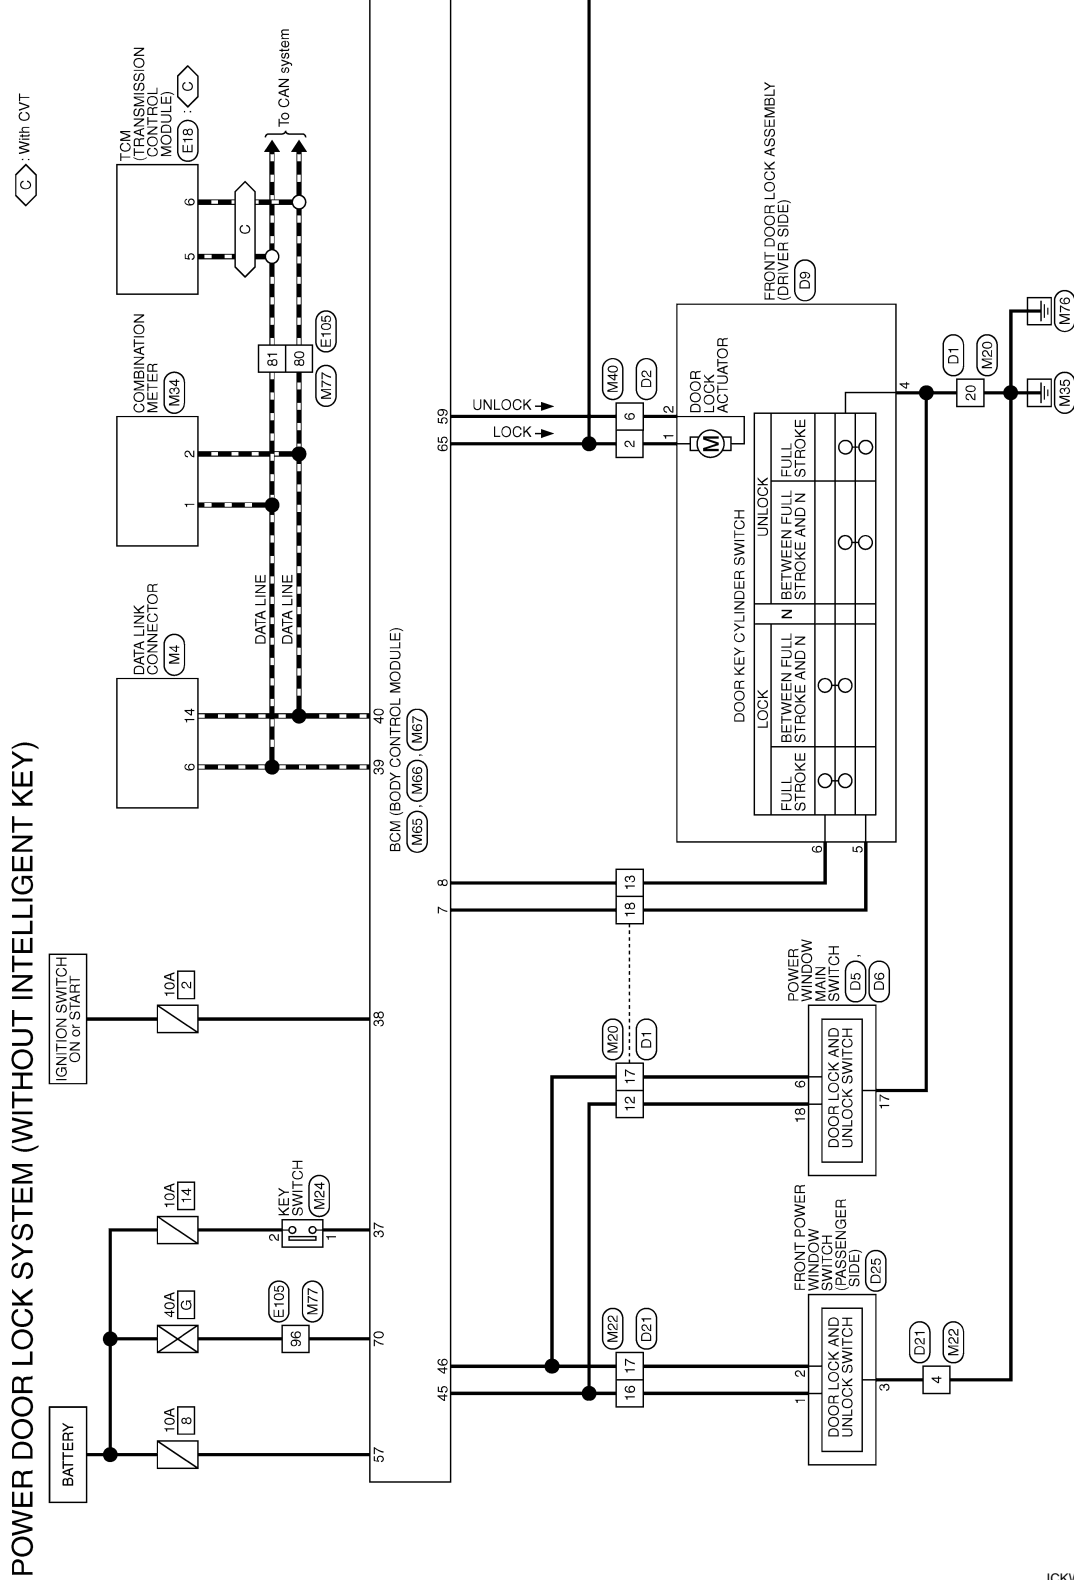 POWER DOOR LOCK SYSTEM (WITHOUT INTELLIGENT KEY)
C : With CVT
BATTERY
IGNITION SWITCH
ON or START
10A
8
40A
G
10A
14
10A
2
E105
M77
96
KEY
SWITCH
M24
2
1
DATA LINK
CONNECTOR
M4
6
14
COMBINATION
METER
M34
1
2
TCM
(TRANSMISSION
CONTROL
MODULE)
E18 : C
5
6
C
DATA LINE
DATA LINE
81
80
M77
E105
To CAN system
57
70
37
38
39
40
BCM (BODY CONTROL MODULE)
M65 , M66 , M67
45
46
7
8
65
59
LOCK
UNLOCK
M22
D21
16
17
M20
D1
12
17
18
13
M40
D2
2
6
FRONT POWER
WINDOW
SWITCH
(PASSENGER
SIDE)
D25
1
2
DOOR LOCK AND
UNLOCK SWITCH
3
D21
M22
4
POWER
WINDOW
MAIN
SWITCH
D5 ,
D6
18
6
DOOR LOCK AND
UNLOCK SWITCH
17
FRONT DOOR LOCK ASSEMBLY
(DRIVER SIDE)
D9
1
2
M
DOOR
LOCK
ACTUATOR
DOOR KEY CYLINDER SWITCH
LOCK
N
UNLOCK
FULL
STROKE
BETWEEN FULL
STROKE AND N
BETWEEN FULL
STROKE AND N
FULL
STROKE
6
5
4
D1
M20
20
M35
M76